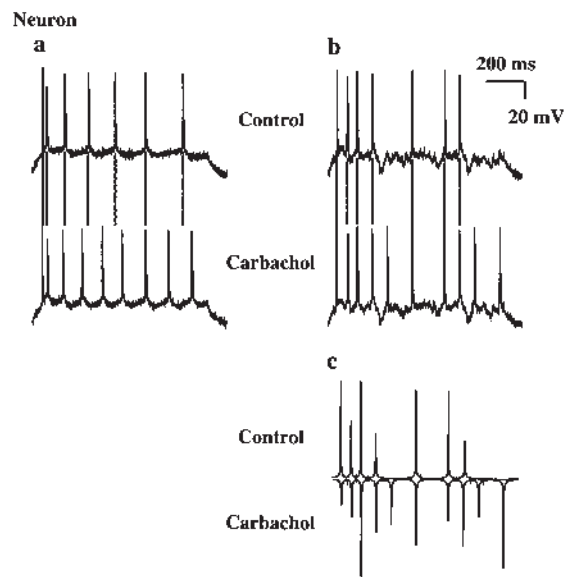 Neuron
a
b
200 ms
20 mV
Control
Carbachol
c
Control
Carbachol